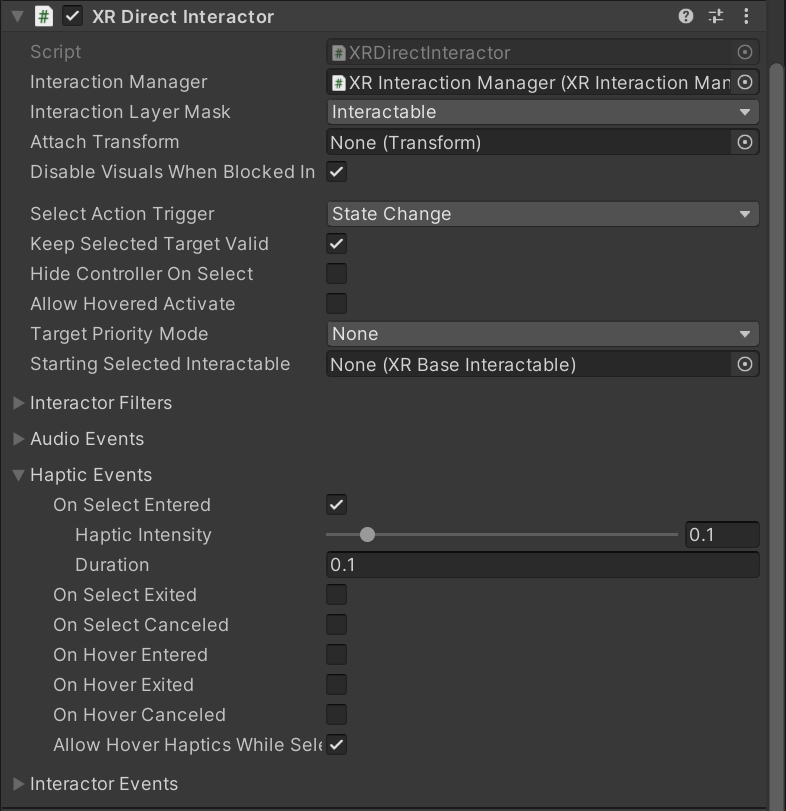 XR Direct Interactor
Script XRDirectInteractor
Interaction Manager XR Interaction Manager (XR Interaction Man
Interaction Layer Mask Interactable
Attach Transform None (Transform)
Disable Visuals When Blocked In
Select Action Trigger State Change
Keep Selected Target Valid
Hide Controller On Select
Allow Hovered Activate
Target Priority Mode None
Starting Selected Interactable None (XR Base Interactable)
Interactor Filters
Audio Events
Haptic Events
On Select Entered
Haptic Intensity 0.1
Duration 0.1
On Select Exited
On Select Canceled
On Hover Entered
On Hover Exited
On Hover Canceled
Allow Hover Haptics While Sele
Interactor Events